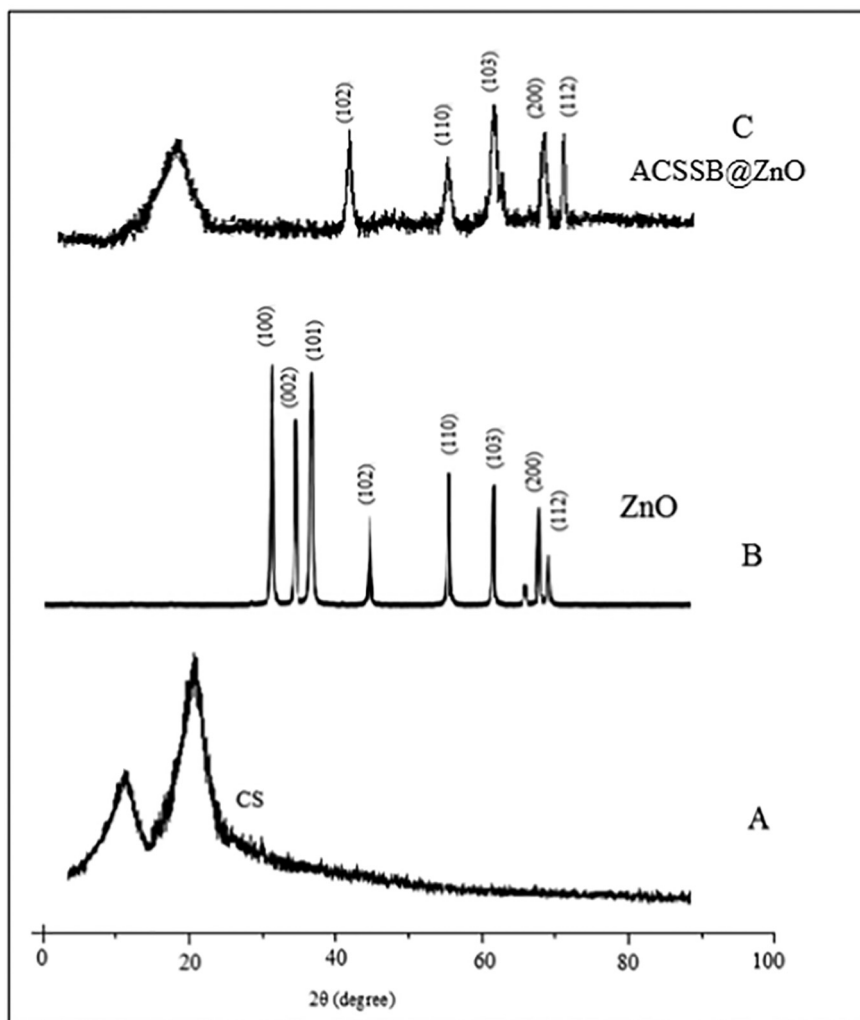 (102)
(110)
(103)
(200)
(112)
C
ACSSB@ZnO
(100)
(002)
(101)
(102)
(110)
(103)
(200)
(112)
ZnO
B
CS
A
0 20 40 60 80 100
2θ (degree)